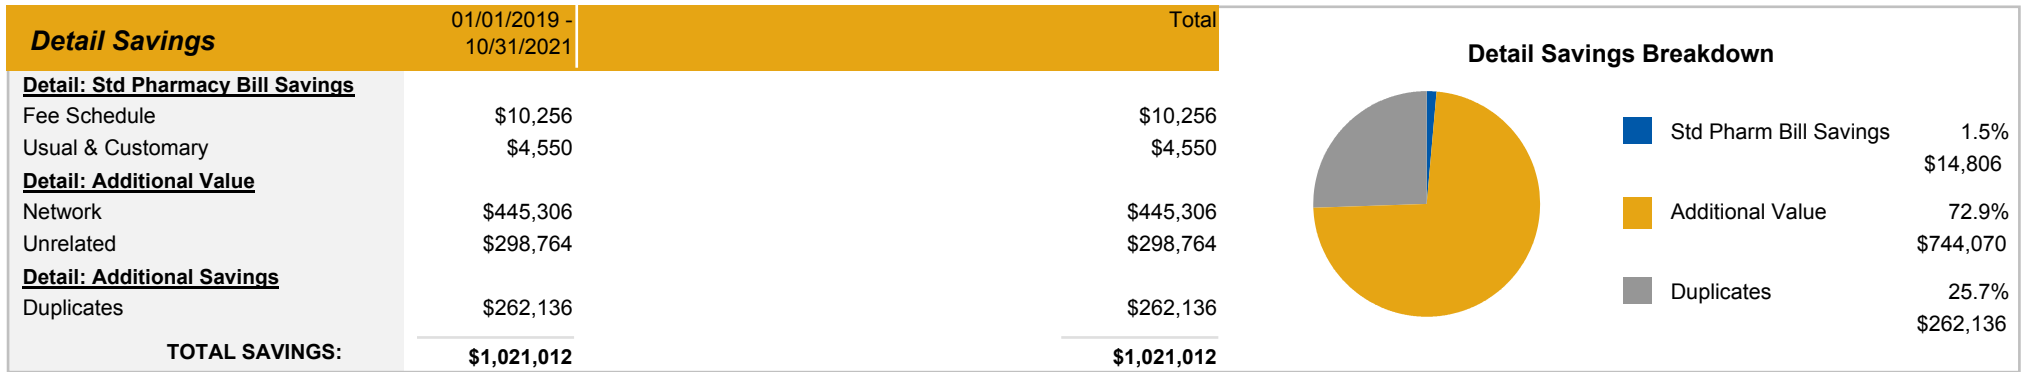 Detail Savings 01/01/2019 - 10/31/2021 Total
Detail: Std Pharmacy Bill Savings
Fee Schedule $10,256 $10,256
Usual & Customary $4,550 $4,550
Detail: Additional Value
Network $445,306 $445,306
Unrelated $298,764 $298,764
Detail: Additional Savings
Duplicates $262,136 $262,136
TOTAL SAVINGS: $1,021,012 $1,021,012
Detail Savings Breakdown
Std Pharm Bill Savings 1.5%
$14,806
Additional Value 72.9%
$744,070
Duplicates 25.7%
$262,136